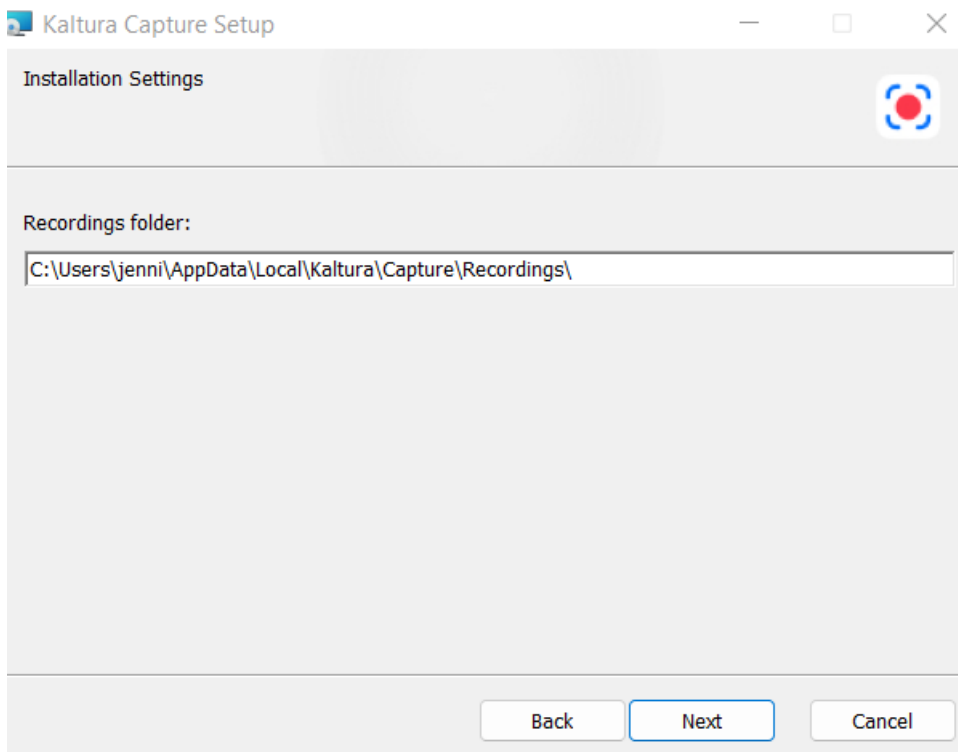 Kaltura Capture Setup
Installation Settings
Recordings folder:
C:\Users\jenni\AppData\Local\Kaltura\Capture\Recordings\
Back Next Cancel